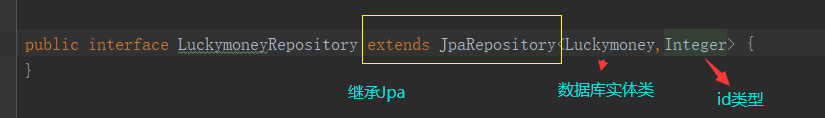 public interface LuckymoneyRepository extends JpaRepository<Luckymoney,Integer> {
}
继承Jpa
数据库实体类
id类型